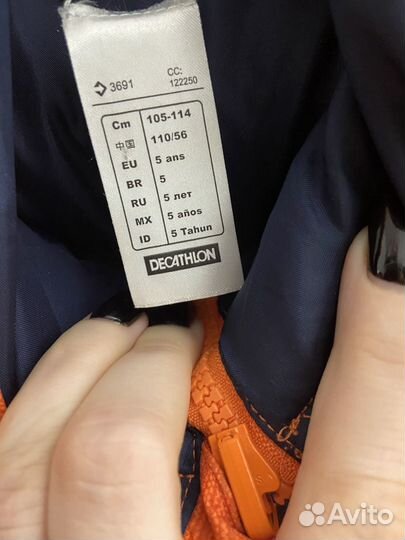 3691
CC:
122250
Cm 105-114
中国 110/56
EU 5 ans
BR 5
RU 5 лет
MX 5 años
ID 5 Tahun
DECATHLON
S
Avito